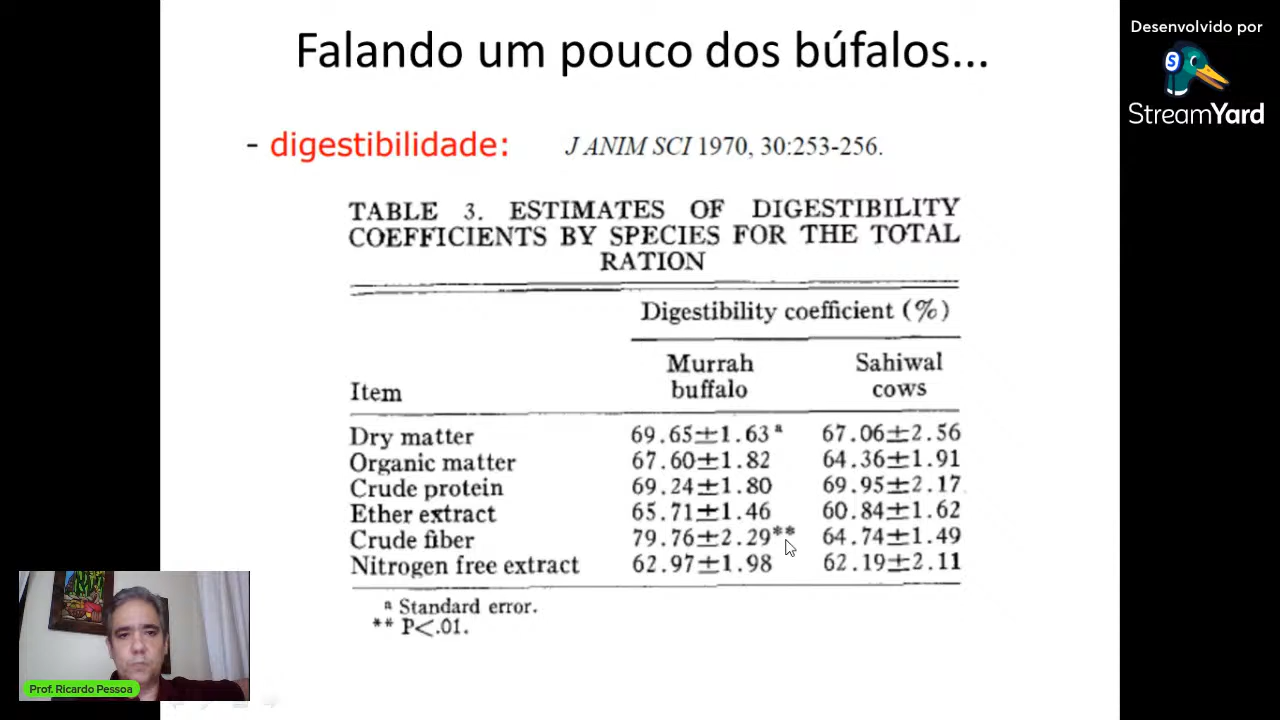 Falando um pouco dos búfalos...
Desenvolvido por
StreamYard
- digestibilidade: J ANIM SCI 1970, 30:253-256.
TABLE 3. ESTIMATES OF DIGESTIBILITY
COEFFICIENTS BY SPECIES FOR THE TOTAL
RATION
Digestibility coefficient (%)
Murrah Sahiwal
Item buffalo cows
Dry matter 69.65±1.63ª 67.06±2.56
Organic matter 67.60±1.82 64.36±1.91
Crude protein 69.24±1.80 69.95±2.17
Ether extract 65.71±1.46 60.84±1.62
Crude fiber 79.76±2.29** 64.74±1.49
Nitrogen free extract 62.97±1.98 62.19±2.11
ª Standard error.
** P<.01.
Prof. Ricardo Pessoa